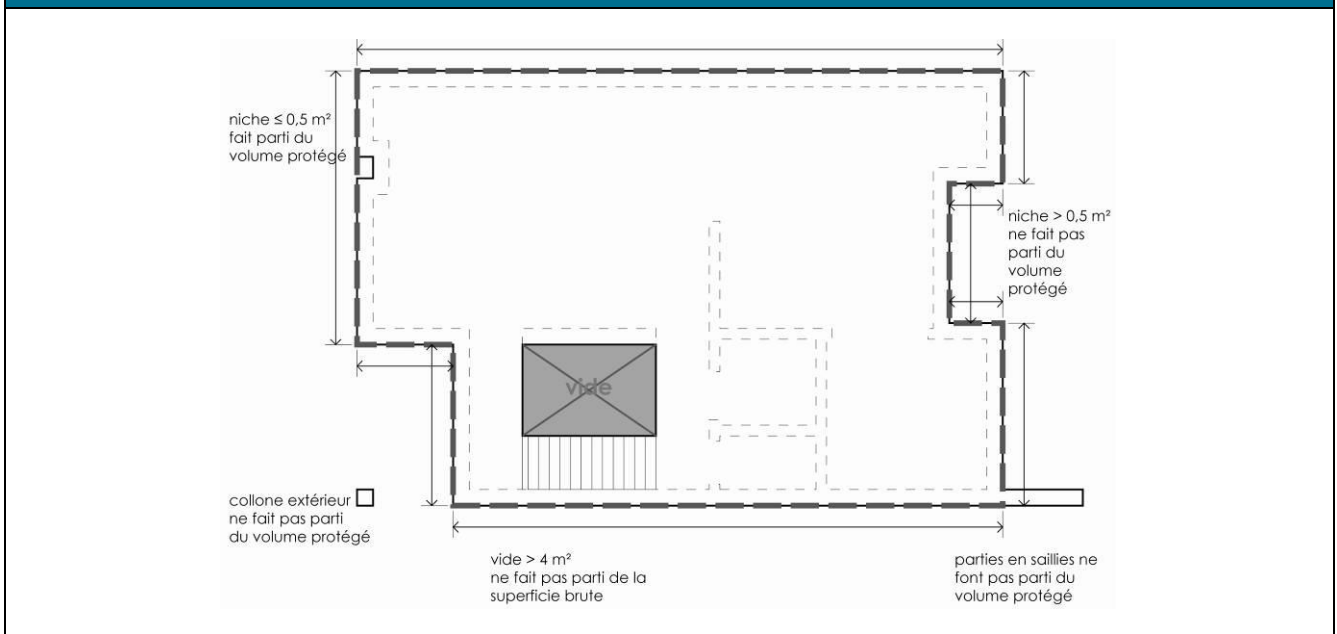 niche ≤ 0,5 m²
fait parti du
volume protégé
niche > 0,5 m²
ne fait pas
parti du
volume
protégé
vide
collone extérieur
ne fait pas parti
du volume protégé
vide > 4 m²
ne fait pas parti de la
superficie brute
parties en saillies ne
font pas parti du
volume protégé